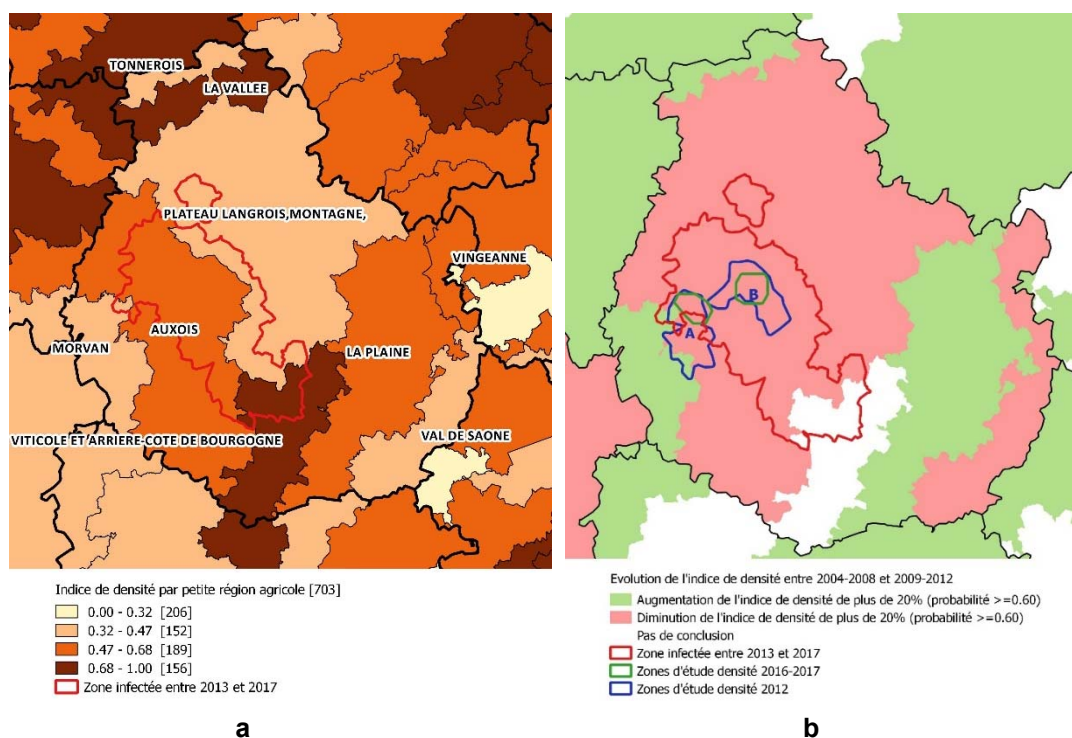 TONNEROIS
LA VALLEE
PLATEAU LANGROIS,MONTAGNE,
VINGEANNE
AUXOIS
MORVAN
LA PLAINE
VITICOLE ET ARRIERE-COTE DE BOURGOGNE
VAL DE SAONE
Indice de densité par petite région agricole [703]
0.00 - 0.32 [206]
0.32 - 0.47 [152]
0.47 - 0.68 [189]
0.68 - 1.00 [156]
Zone infectée entre 2013 et 2017
a
B
A
Evolution de l'indice de densité entre 2004-2008 et 2009-2012
Augmentation de l'indice de densité de plus de 20% (probabilité >=0.60)
Diminution de l'indice de densité de plus de 20% (probabilité >=0.60)
Pas de conclusion
Zone infectée entre 2013 et 2017
Zones d'étude densité 2016-2017
Zones d'étude densité 2012
b